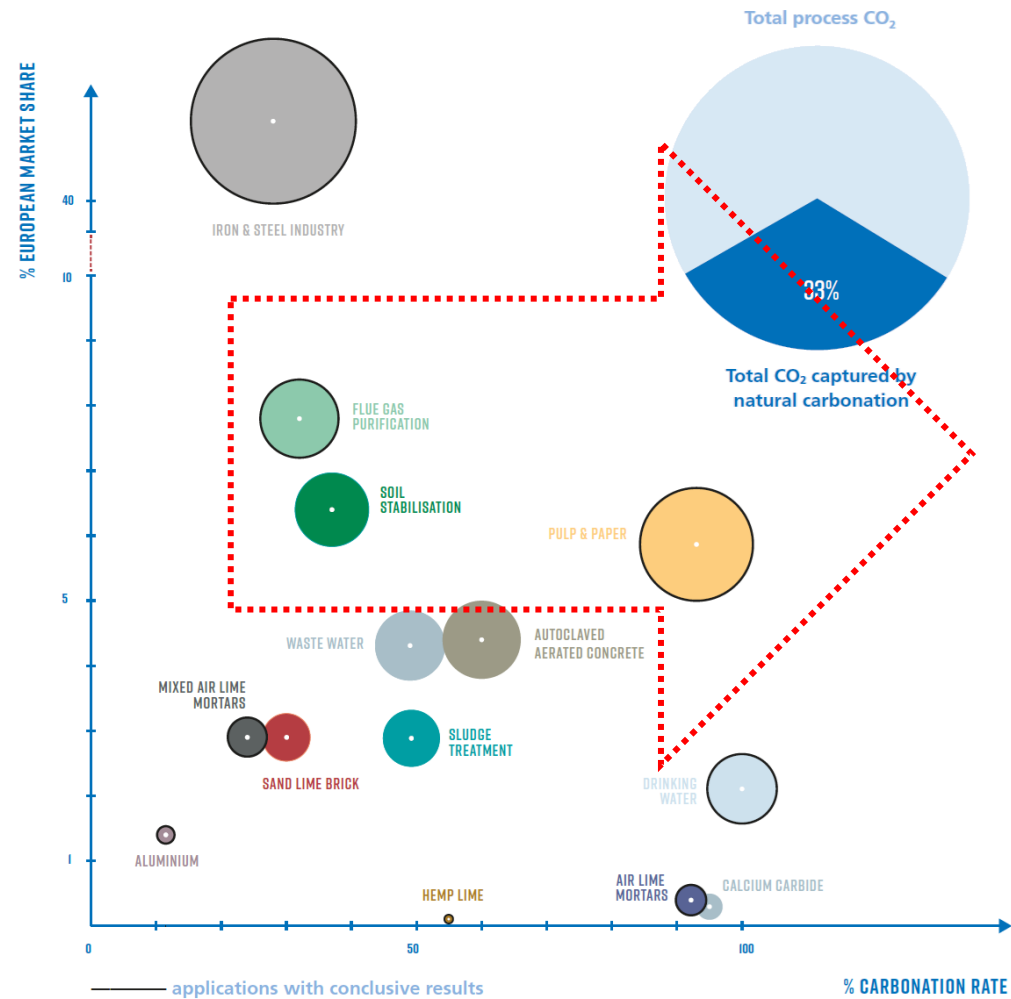 Total process CO₂
% EUROPEAN MARKET SHARE
40
IRON & STEEL INDUSTRY
10
33%
Total CO₂ captured by
natural carbonation
FLUE GAS
PURIFICATION
SOIL
STABILISATION
PULP & PAPER
5
WASTE WATER
AUTOCLAVED
AERATED CONCRETE
MIXED AIR LIME
MORTARS
SLUDGE
TREATMENT
SAND LIME BRICK
DRINKING
WATER
1
ALUMINIUM
HEMP LIME
AIR LIME
MORTARS
CALCIUM CARBIDE
0
50
100
applications with conclusive results
% CARBONATION RATE